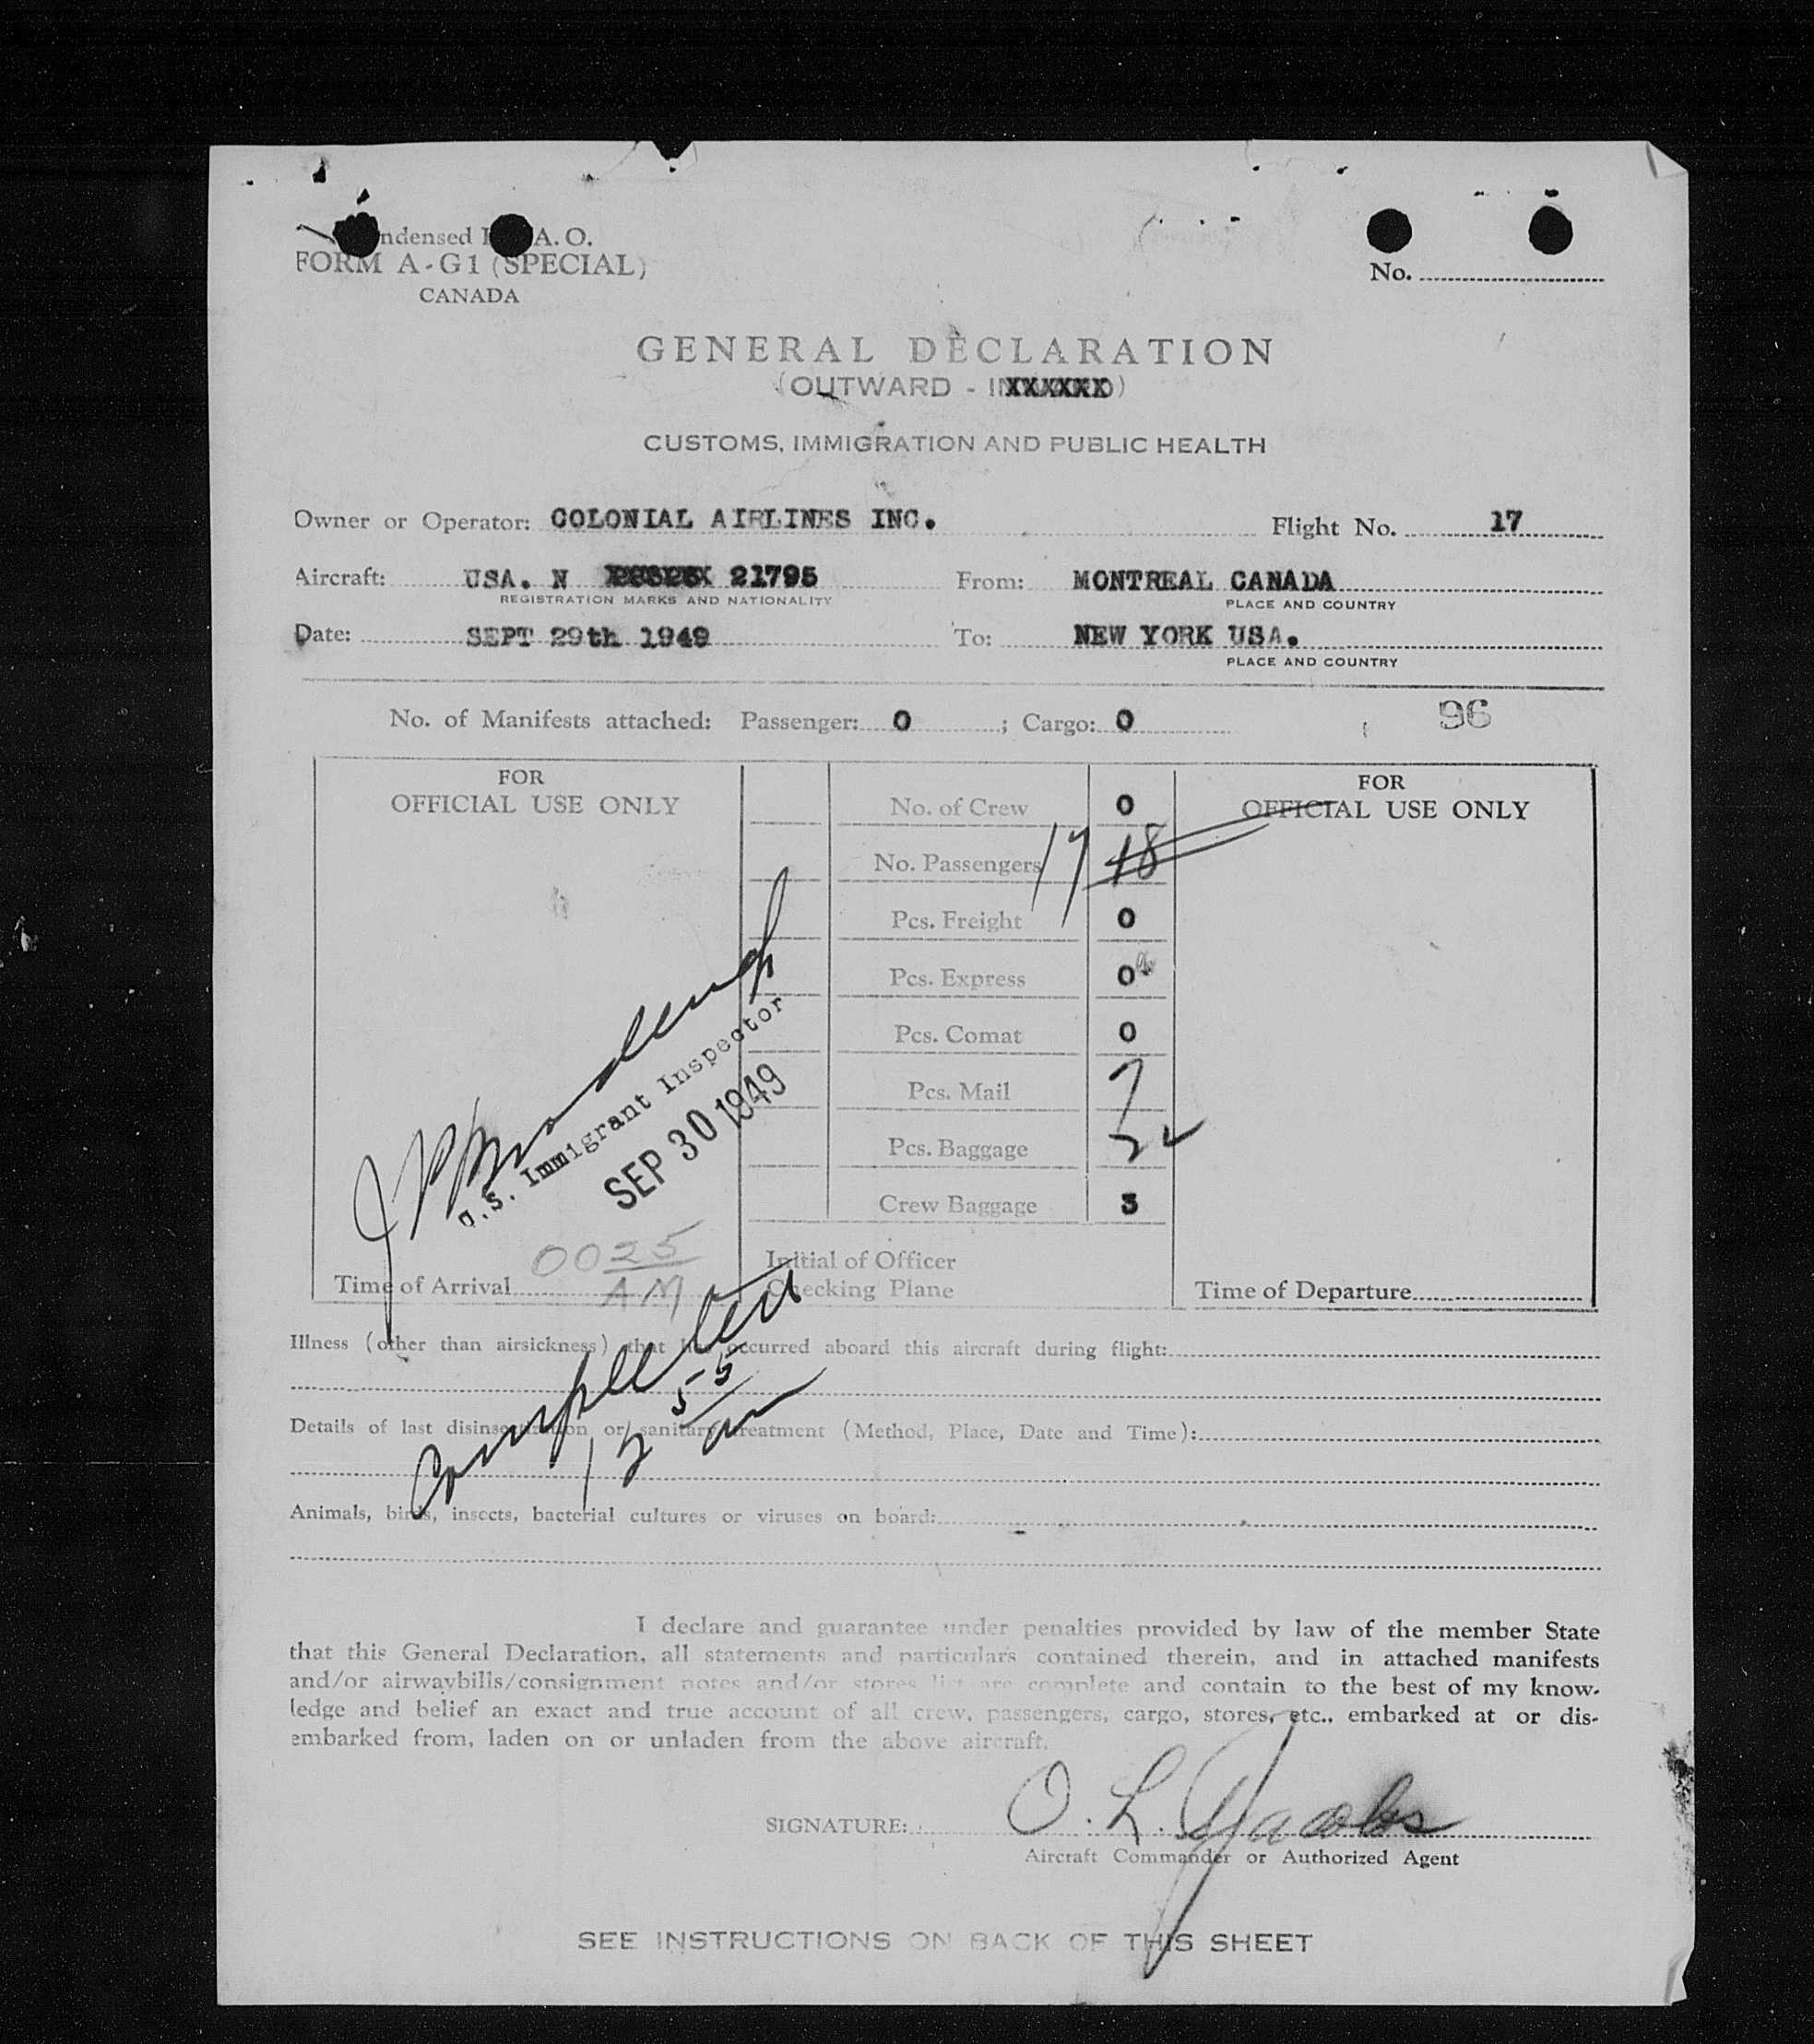 ndensed I A. O.
FORM A-G1 (SPECIAL)
CANADA
No.
GENERAL DECLARATION
(OUTWARD - IXXXXXX)
CUSTOMS, IMMIGRATION AND PUBLIC HEALTH
Owner or Operator: COLONIAL AIRLINES INC. Flight No. 17
Aircraft: USA. N 21795 From: MONTREAL CANADA
REGISTRATION MARKS AND NATIONALITY PLACE AND COUNTRY
Date: SEPT 29th 1949 To: NEW YORK USA.
PLACE AND COUNTRY
No. of Manifests attached: Passenger: 0 ; Cargo: 0 96
FOR
OFFICIAL USE ONLY
No. of Crew 0
No. Passengers 17 18
Pcs. Freight 0
Pcs. Express 0
Pcs. Comat 0
Pcs. Mail 7
Pcs. Baggage
Crew Baggage 3
Initial of Officer
Checking Plane
FOR
OFFICIAL USE ONLY
U.S. Immigrant Inspector
SEP 30 1949
Time of Arrival 0025 AM
Time of Departure
Completed
12 55 am
Illness (other than airsickness) that has occurred aboard this aircraft during flight:
Details of last disinsectization or sanitary treatment (Method, Place, Date and Time):
Animals, birds, insects, bacterial cultures or viruses on board:
I declare and guarantee under penalties provided by law of the member State
that this General Declaration, all statements and particulars contained therein, and in attached manifests
and/or airwaybills/consignment notes and/or stores list are complete and contain to the best of my know-
ledge and belief an exact and true account of all crew, passengers, cargo, stores, etc., embarked at or dis-
embarked from, laden on or unladen from the above aircraft.
SIGNATURE: O. L. Jacobs
Aircraft Commander or Authorized Agent
SEE INSTRUCTIONS ON BACK OF THIS SHEET